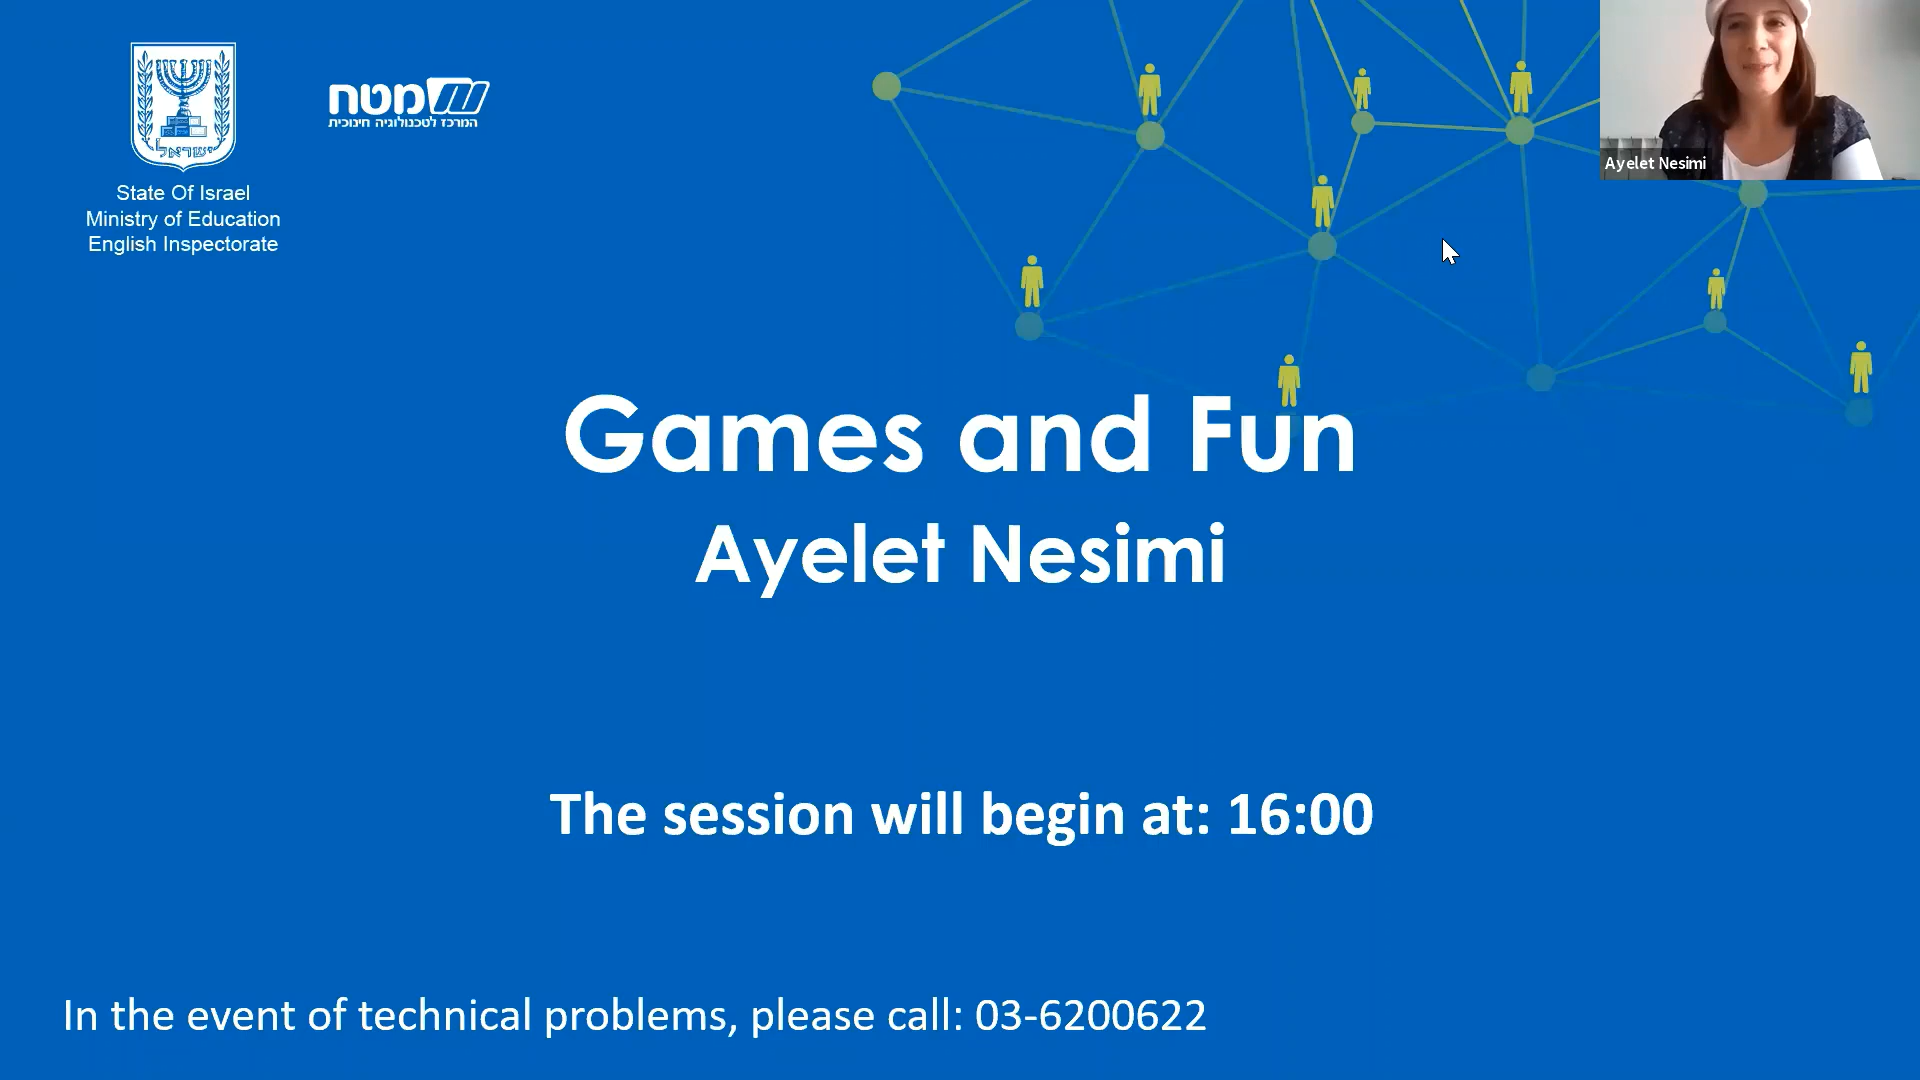 ישראל
State Of Israel
Ministry of Education
English Inspectorate
מטח
המרכז לטכנולוגיה חינוכית
Ayelet Nesimi
Games and Fun
Ayelet Nesimi
The session will begin at: 16:00
In the event of technical problems, please call: 03-6200622